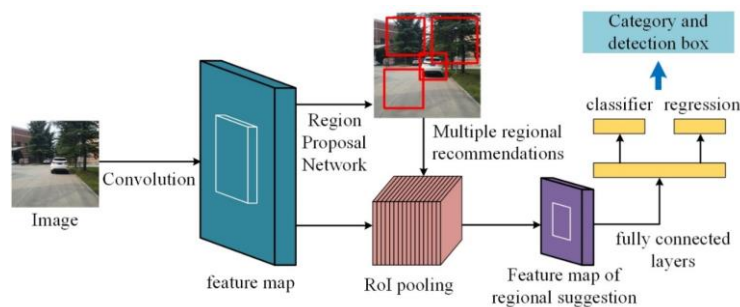 Category and
detection box
classifier
regression
Region
Proposal
Network
Multiple regional
recommendations
Convolution
Image
feature map
RoI pooling
Feature map of
regional suggestion
fully connected
layers